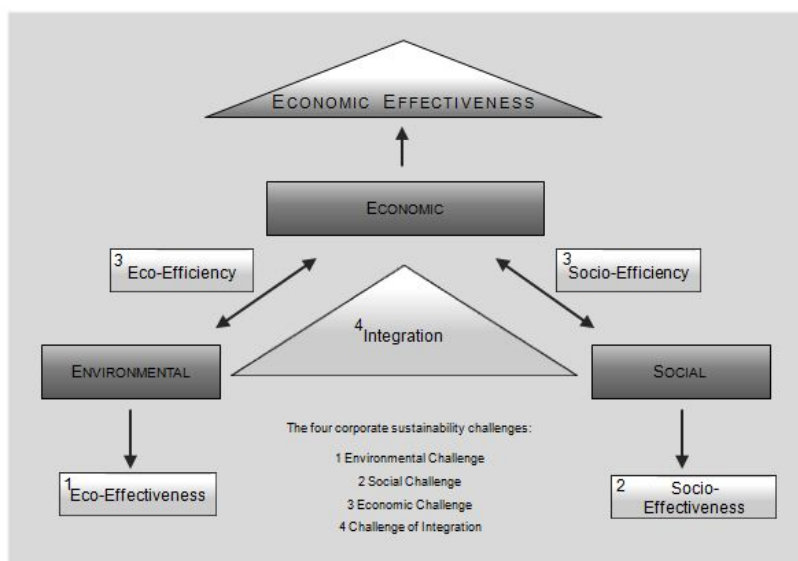 ECONOMIC EFFECTIVENESS
ECONOMIC
3 Eco-Efficiency
3 Socio-Efficiency
4 Integration
ENVIRONMENTAL
SOCIAL
The four corporate sustainability challenges:
1 Environmental Challenge
2 Social Challenge
3 Economic Challenge
4 Challenge of Integration
1 Eco-Effectiveness
2 Socio-
Effectiveness